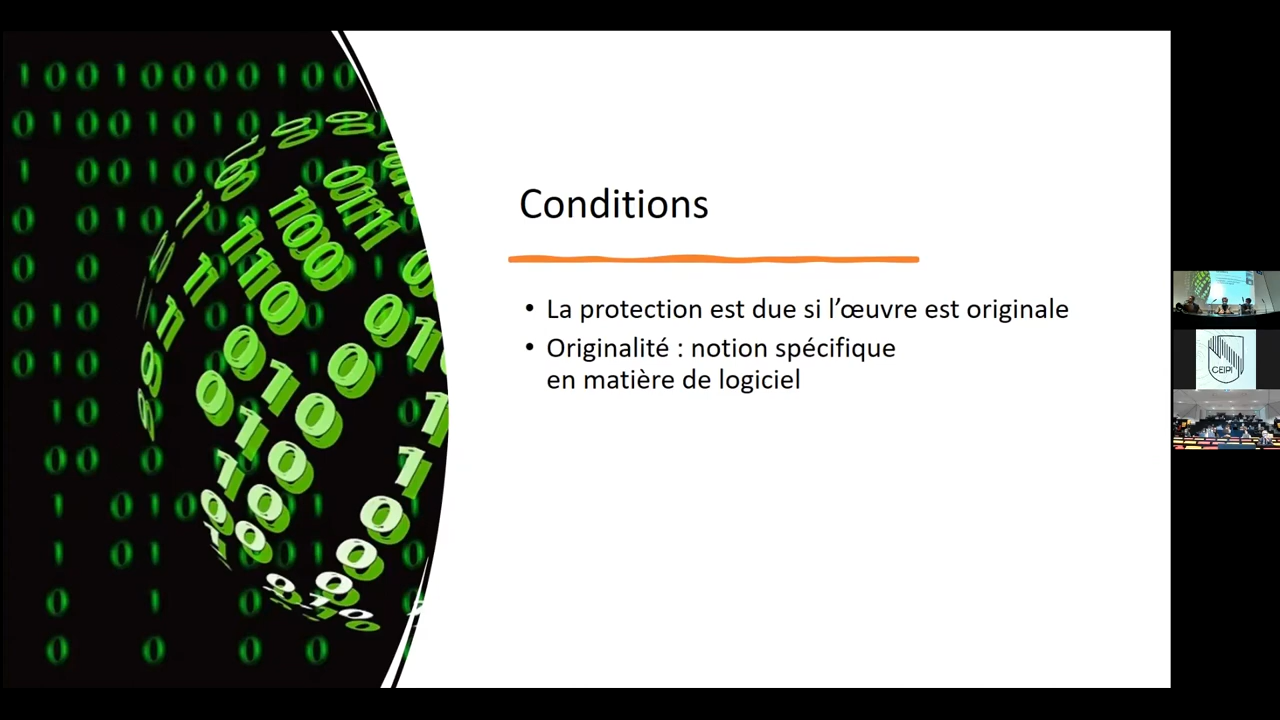 Conditions
• La protection est due si l’œuvre est originale
• Originalité : notion spécifique
en matière de logiciel
CEIPI